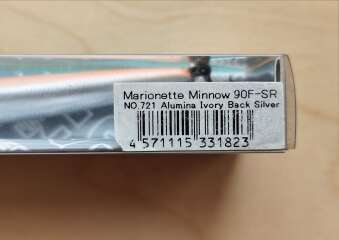 Marionette Minnow 90F-SR
NO.721 Alumina Ivory Back Silver
4 571115 331823